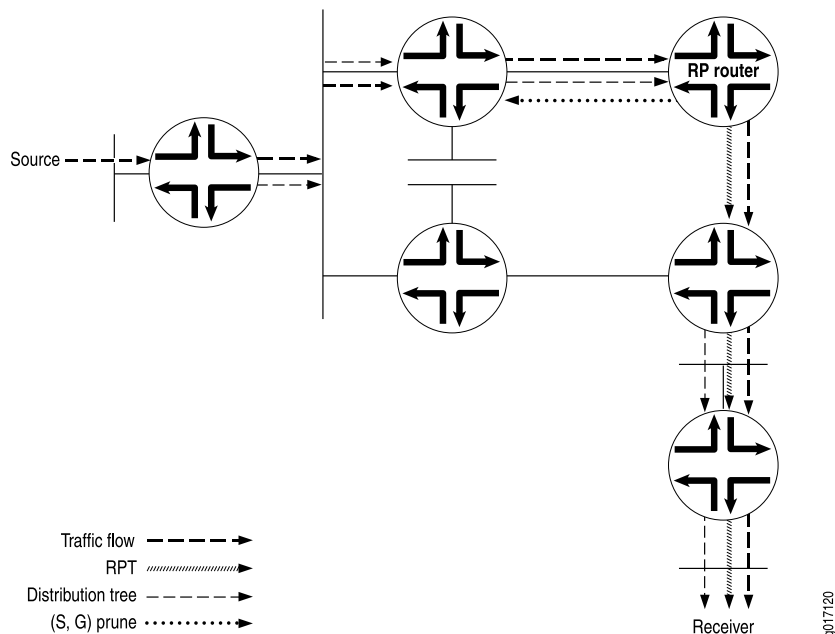 RP router
Source
Traffic flow
RPT
Distribution tree
(S, G) prune
Receiver
g017120